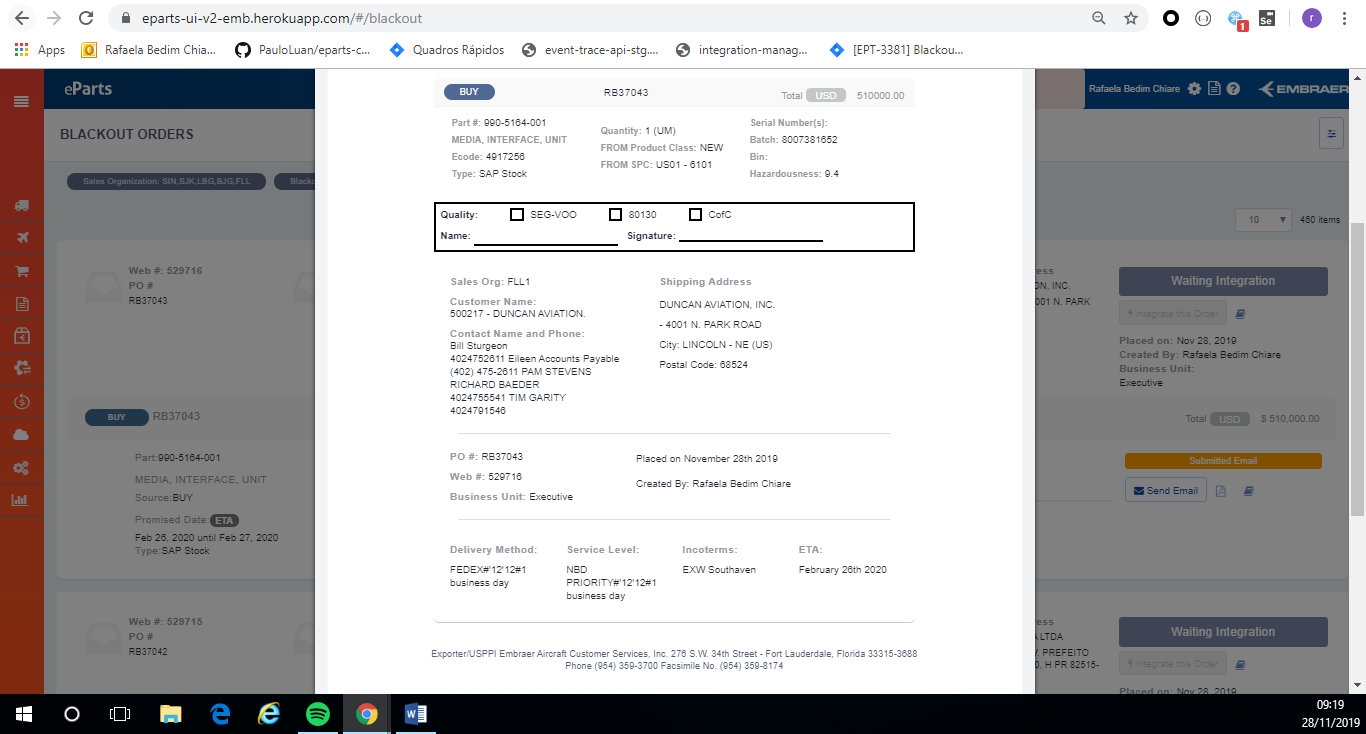 eparts-ui-v2-emb.herokuapp.com/#/blackout
1
r
Apps
Rafaela Bedim Chia...
PauloLuan/eparts-c...
Quadros Rápidos
event-trace-api-stg....
integration-manag...
[EPT-3381] Blackou...
eParts
Rafaela Bedim Chiare
EMBRAER
BLACKOUT ORDERS
Sales Organization: SIN,SJK,LBG,BJG,FLL
10
460 items
BUY
RB37043
Total USD 510000.00
Part #: 990-5164-001
MEDIA, INTERFACE, UNIT
Ecode: 4917256
Type: SAP Stock
Quantity: 1 (UM)
FROM Product Class: NEW
FROM SPC: US01 - 6101
Serial Number(s):
Batch: 8007381652
Bin:
Hazardousness: 9.4
Quality: SEG-VOO 80130 CofC
Name: Signature:
Sales Org: FLL1
Customer Name:
500217 - DUNCAN AVIATION.
Contact Name and Phone:
Bill Sturgeon
4024752611 Eileen Accounts Payable
(402) 475-2611 PAM STEVENS
RICHARD BAEDER
4024755541 TIM GARITY
4024791546
Shipping Address
DUNCAN AVIATION, INC.
- 4001 N. PARK ROAD
City: LINCOLN - NE (US)
Postal Code: 68524
PO #: RB37043
Web #: 529716
Business Unit: Executive
Placed on November 28th 2019
Created By: Rafaela Bedim Chiare
Delivery Method:
FEDEX#'12'12#1
business day
Service Level:
NBD
PRIORITY#'12'12#1
business day
Incoterms:
EXW Southaven
ETA:
February 26th 2020
Exporter/USPPI Embraer Aircraft Customer Services, Inc. 276 S.W. 34th Street - Fort Lauderdale, Florida 33315-3688
Phone (954) 359-3700 Facsimile No. (954) 359-8174
Web #: 529716
PO #
RB37043
BUY RB37043
Part:990-5164-001
MEDIA, INTERFACE, UNIT
Source:BUY
Promised Date: ETA
Feb 26, 2020 until Feb 27, 2020
Type:SAP Stock
Web #: 529715
PO #
RB37042
ON, INC.
001 N. PARK
Waiting Integration
Integrate this Order
Placed on: Nov 28, 2019
Created By: Rafaela Bedim Chiare
Business Unit:
Executive
Total USD $ 510,000.00
Submitted Email
Send Email
LTDA
PREFEITO
0, H PR 82515-
Waiting Integration
Integrate this Order
Placed on: Nov 28, 2019
09:19
28/11/2019